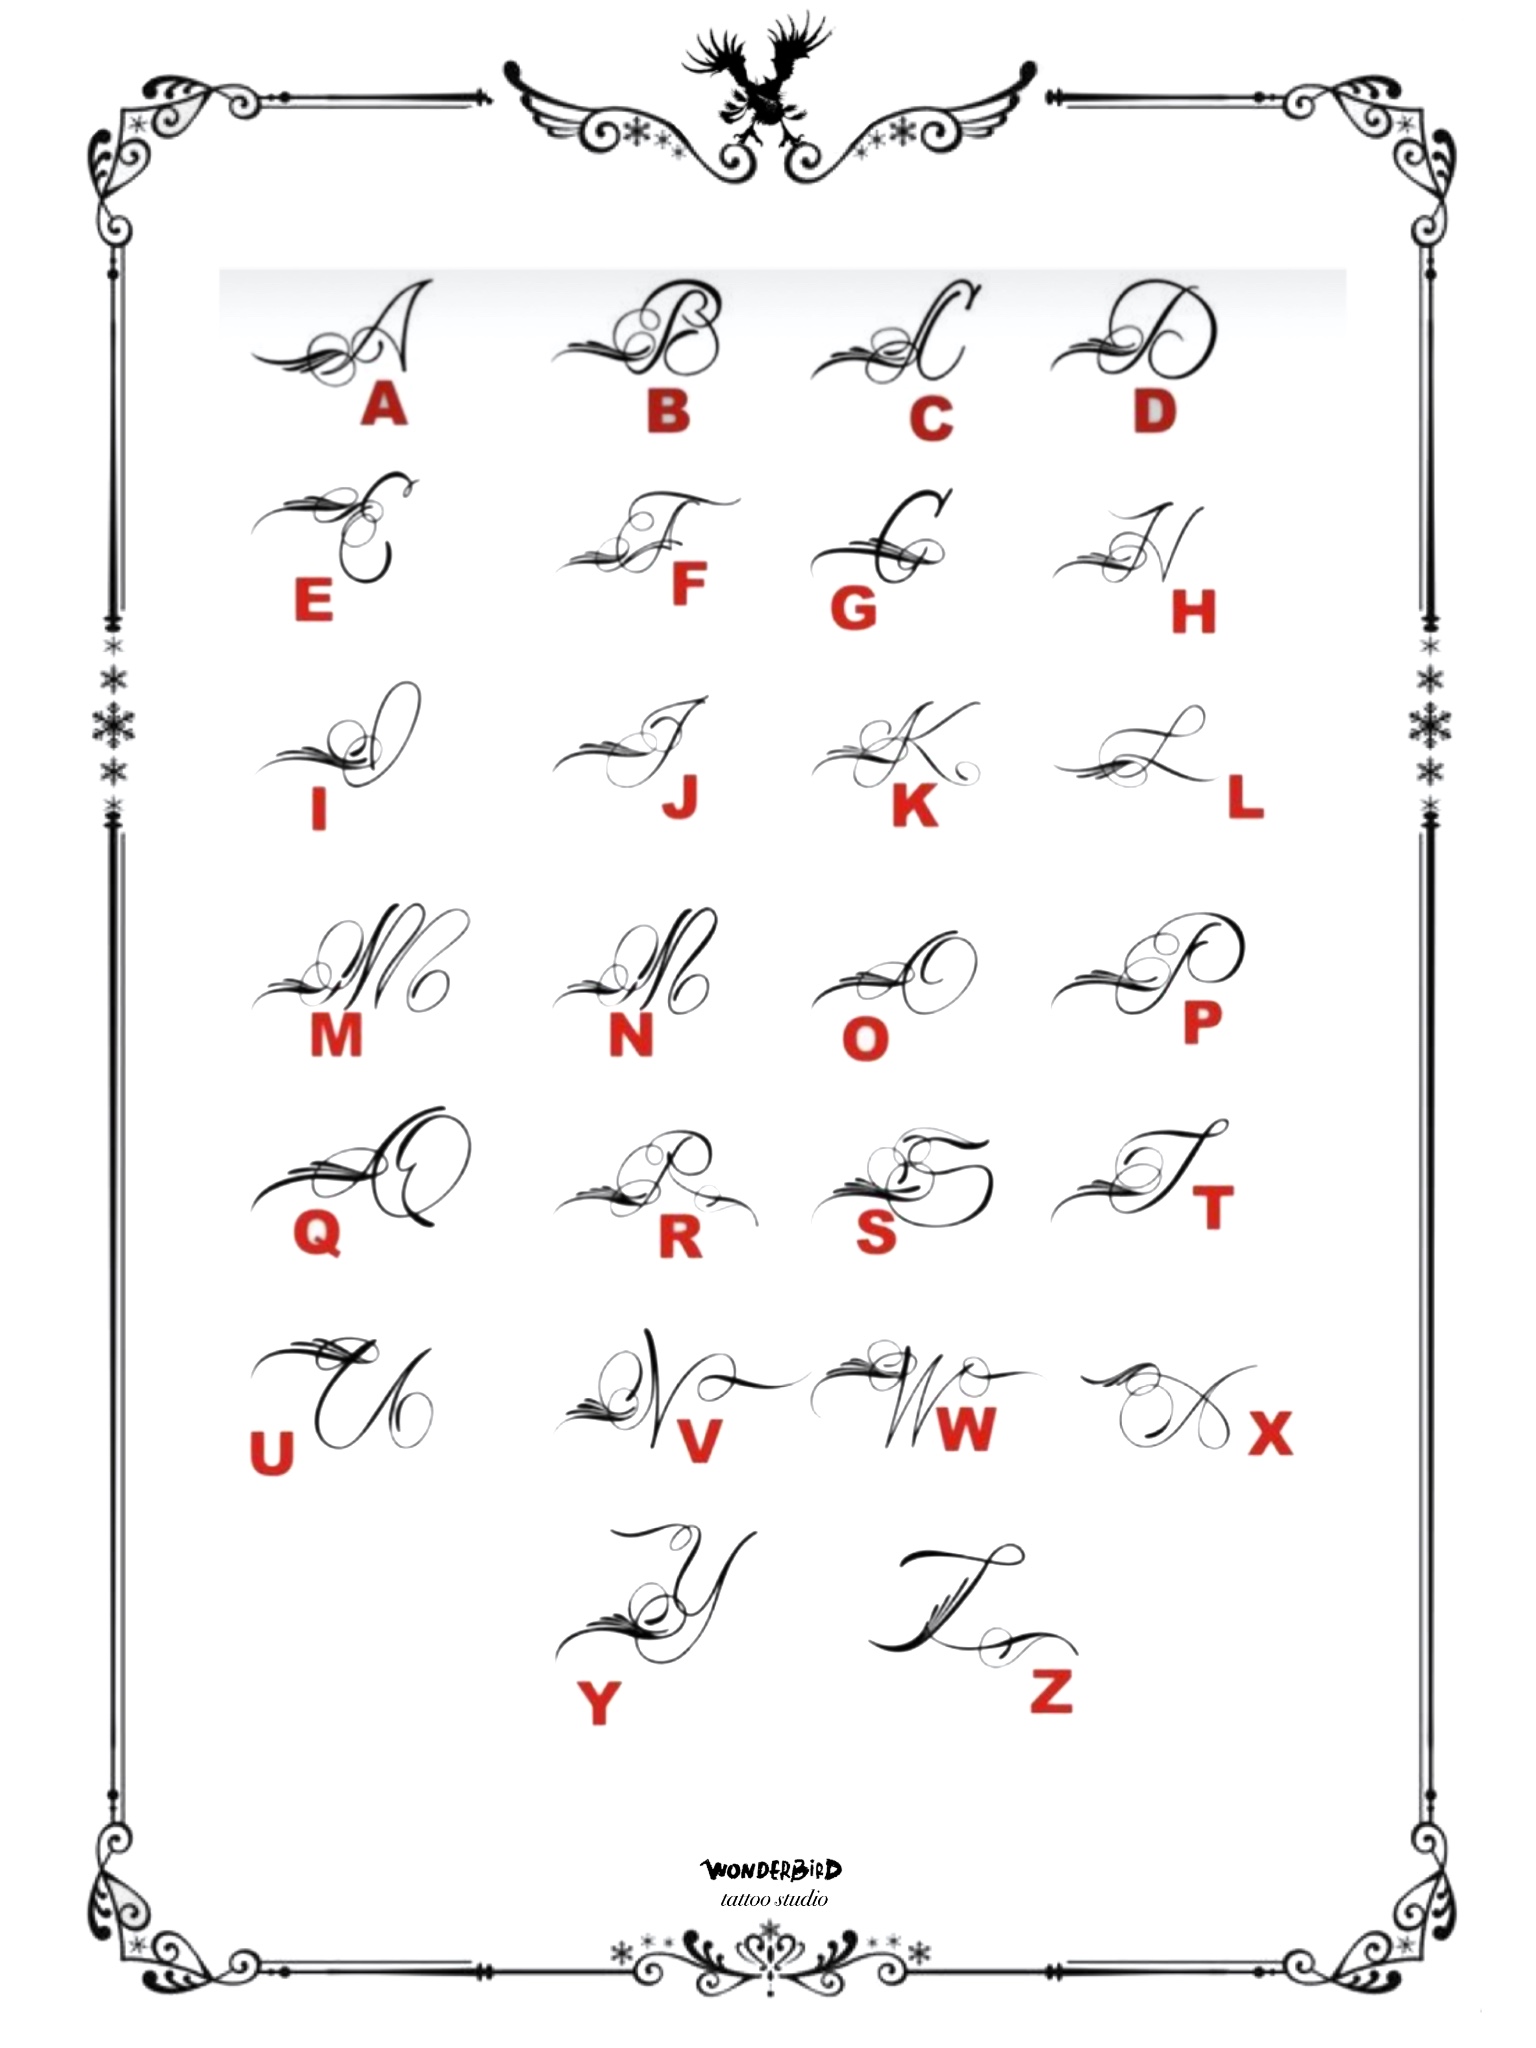 A B C D
A B C D
E F G H
E F G H
I J K L
I J K L
M N O P
M N O P
Q R S T
Q R S T
U V W X
U V W X
Y Z
Y Z
WONDERBIRD
tattoo studio